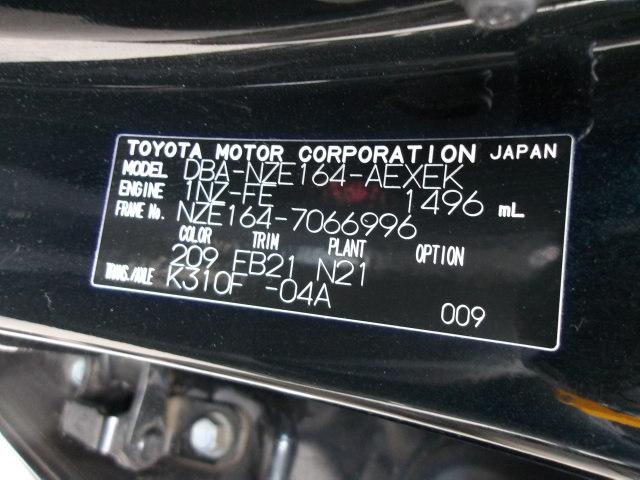 TOYOTA MOTOR CORPORATION JAPAN
MODEL DBA-NZE164-AEXEK
ENGINE 1NZ-FE 1496 mL
FRAME No. NZE164-7066996
COLOR TRIM PLANT OPTION
209 EB21 N21
TRANS./AXLE K310F -04A
009